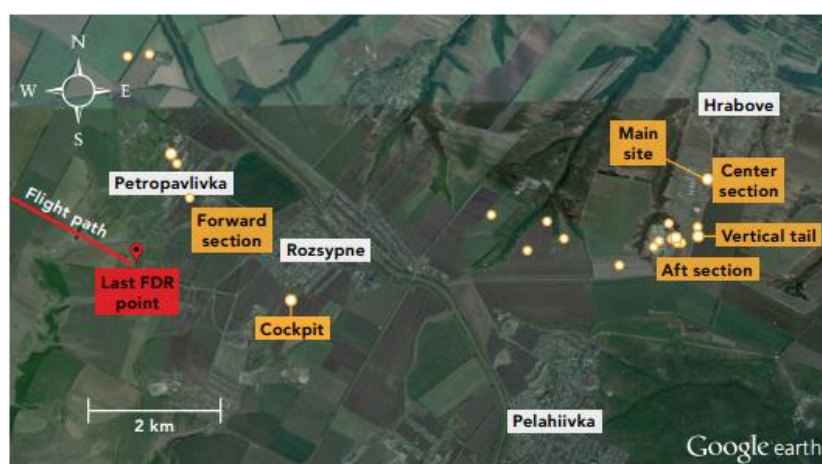 N
W
E
S
Hrabove
Main
site
Center
section
Petropavlivka
Flight path
Forward
section
Rozsypne
Vertical tail
Aft section
Last FDR
point
Cockpit
2 km
Pelahiivka
Google earth